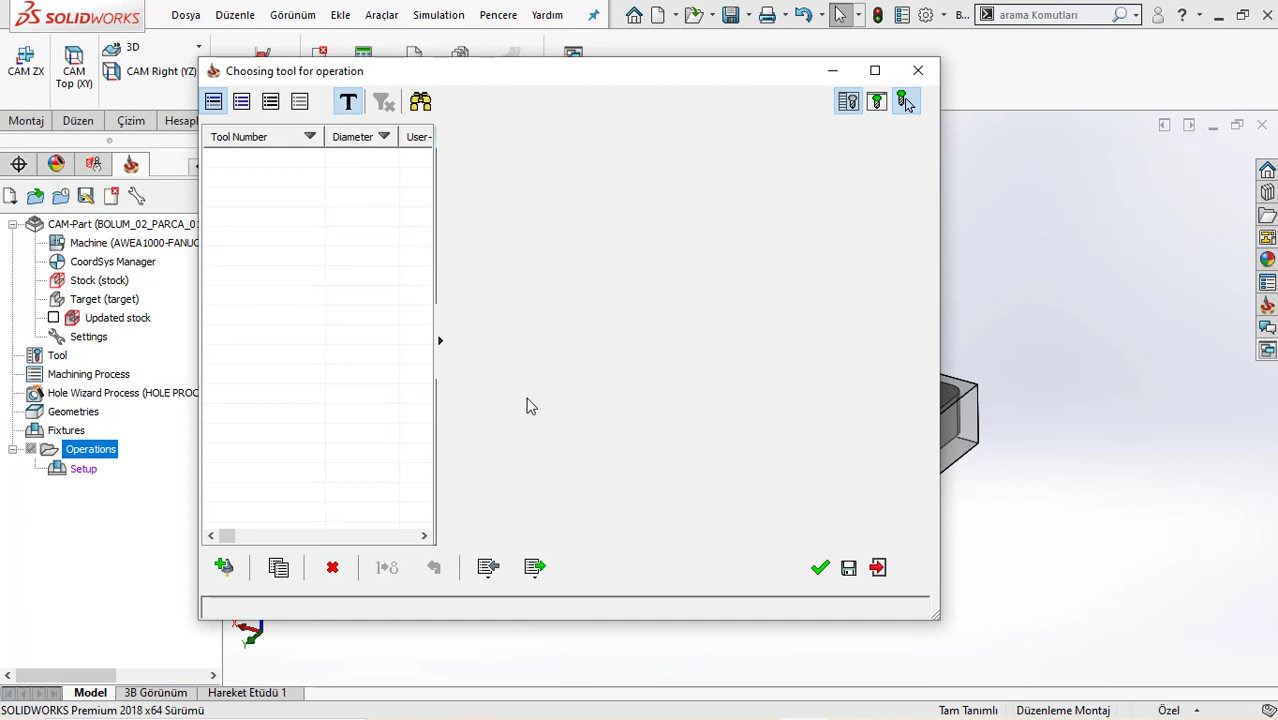 SOLIDWORKS
Dosya Düzenle Görünüm Ekle Araçlar Simulation Pencere Yardım
B... arama Komutları
CAM ZX
CAM Top (XY)
3D
CAM Right (YZ)
Montaj Düzen Çizim Hesapl
Choosing tool for operation
Tool Number Diameter User-
CAM-Part (BOLUM_02_PARCA_0
Machine (AWEA1000-FANUC
CoordSys Manager
Stock (stock)
Target (target)
Updated stock
Settings
Tool
Machining Process
Hole Wizard Process (HOLE PROC
Geometries
Fixtures
Operations
Setup
X
Y
Model 3B Görünüm Hareket Etüdü 1
SOLIDWORKS Premium 2018 x64 Sürümü
Tam Tanımlı Düzenleme Montaj Özel